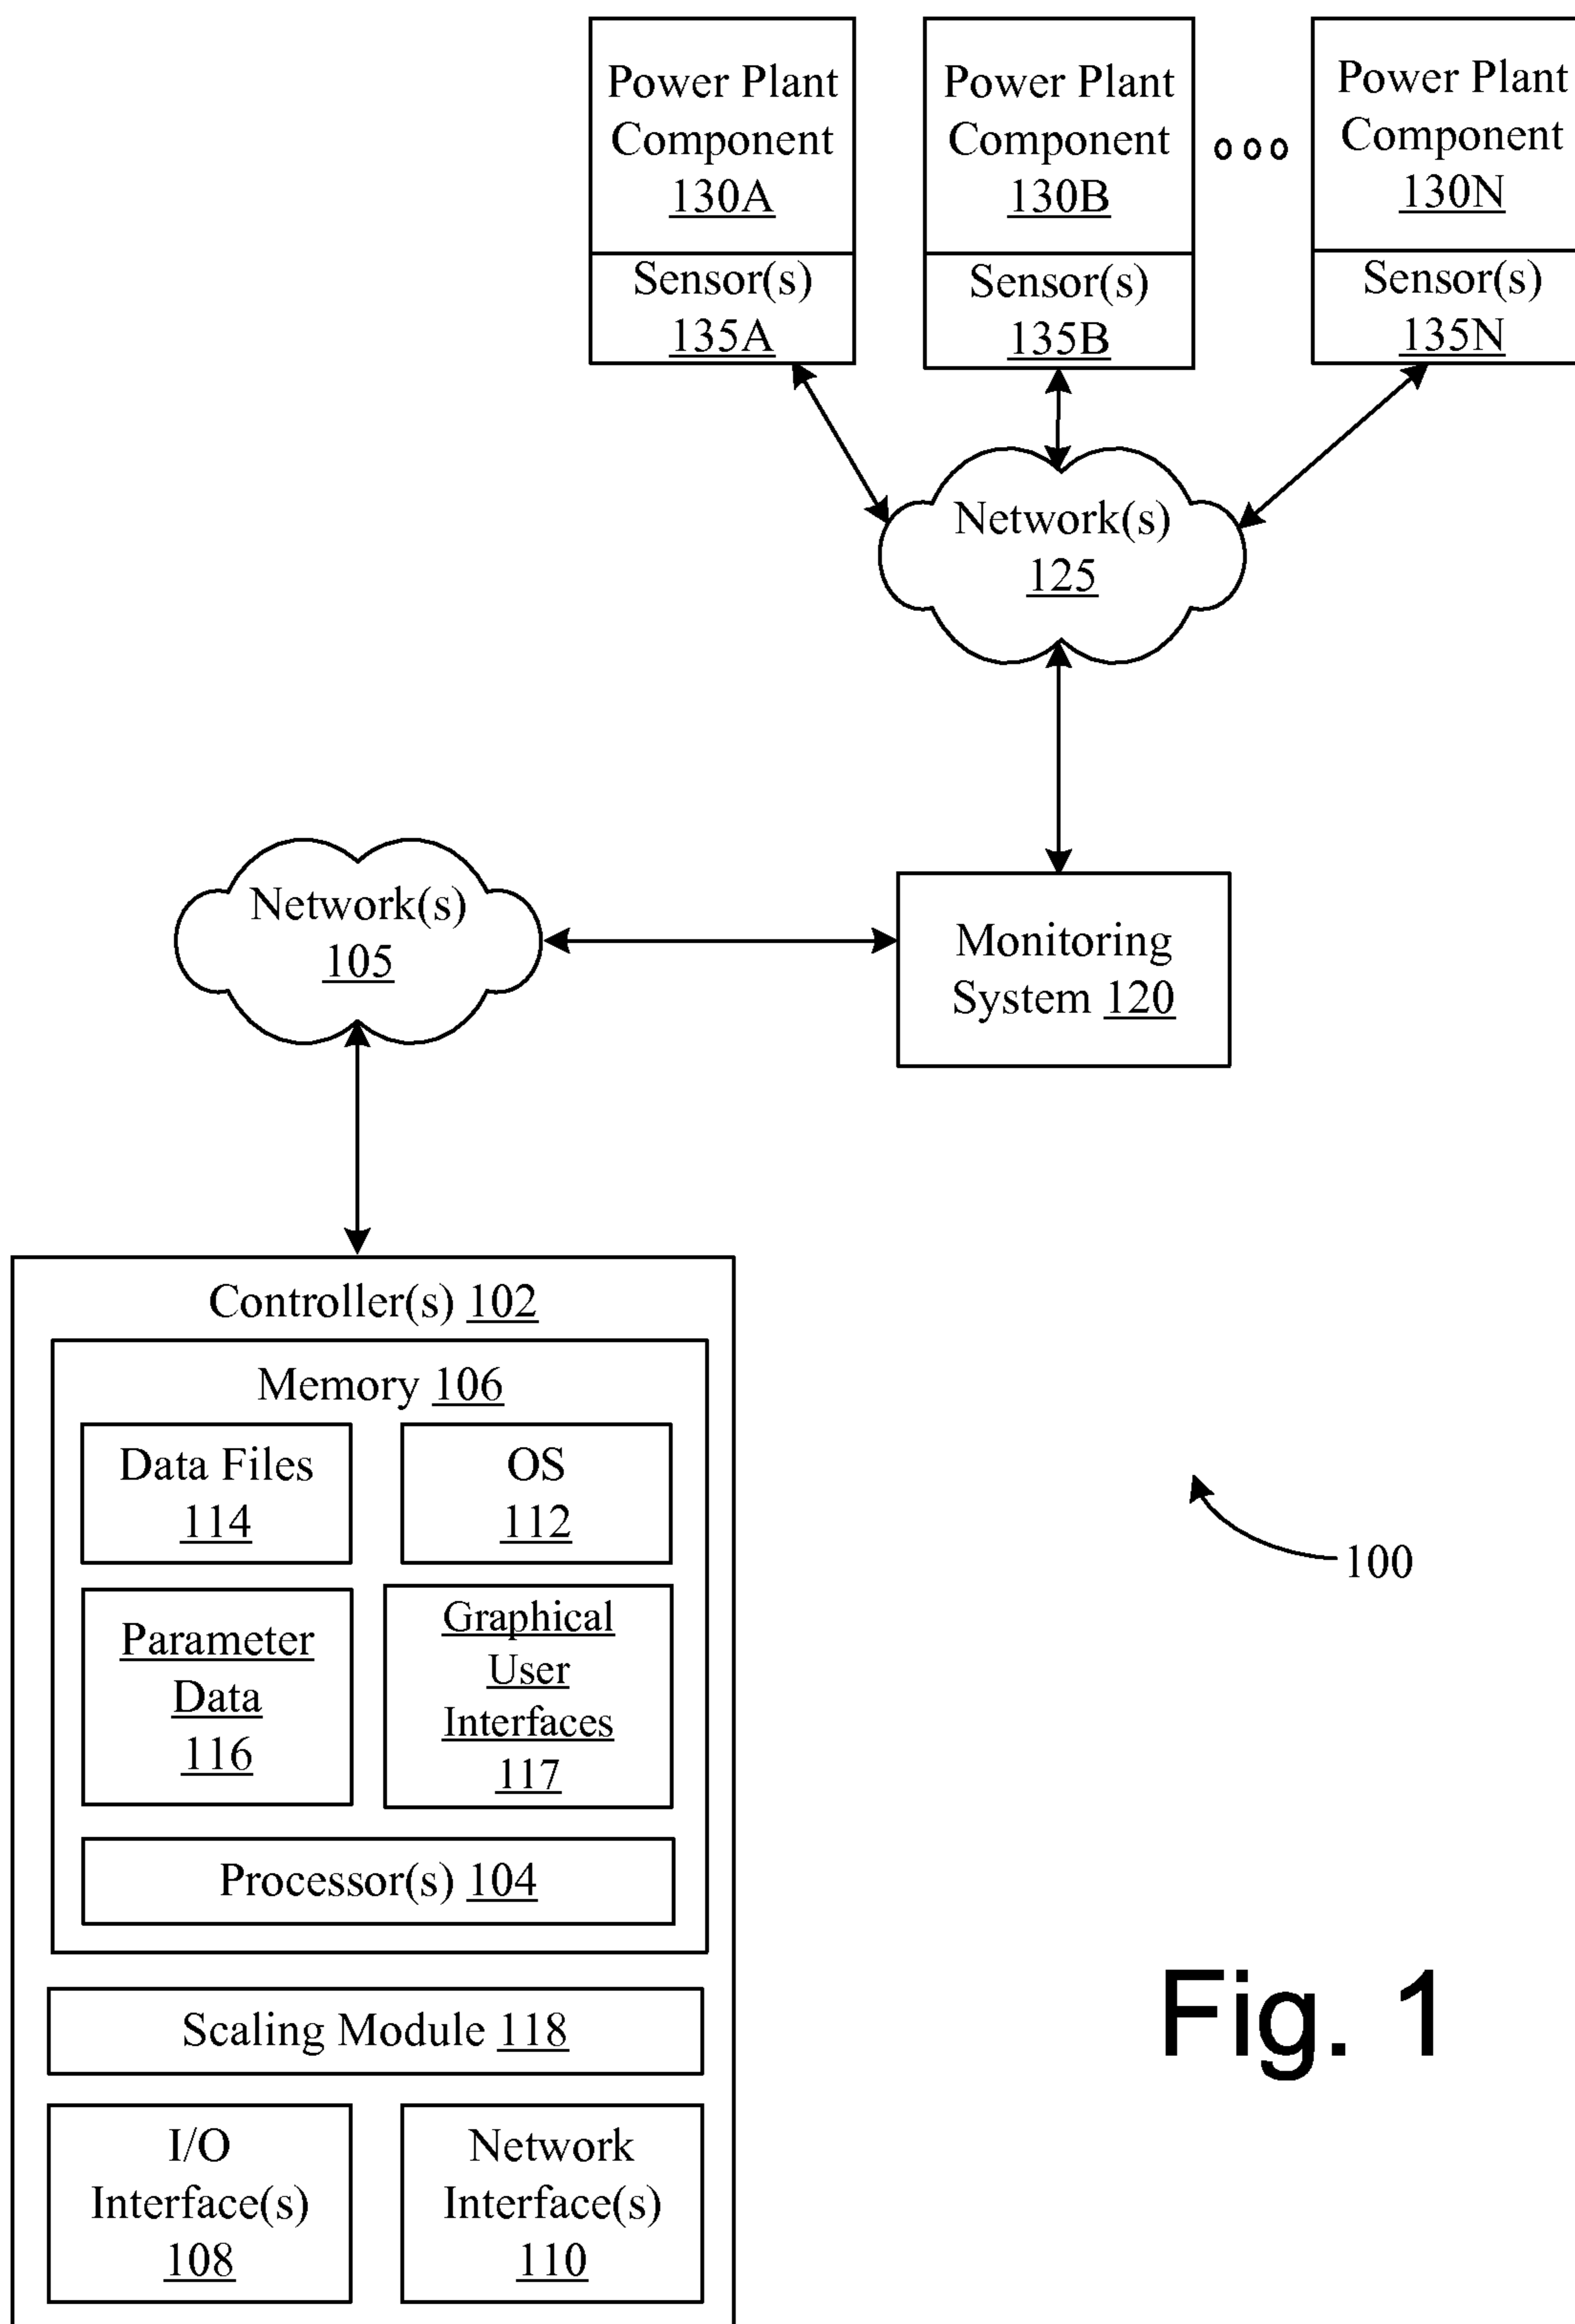 Power Plant
Component
130A
Sensor(s)
135A
Power Plant
Component
130B
Sensor(s)
135B
Power Plant
Component
130N
Sensor(s)
135N
Network(s)
125
Network(s)
105
Monitoring
System 120
Controller(s) 102
Memory 106
Data Files
114
OS
112
Parameter
Data
116
Graphical
User
Interfaces
117
Processor(s) 104
Scaling Module 118
I/O
Interface(s)
108
Network
Interface(s)
110
100
Fig. 1